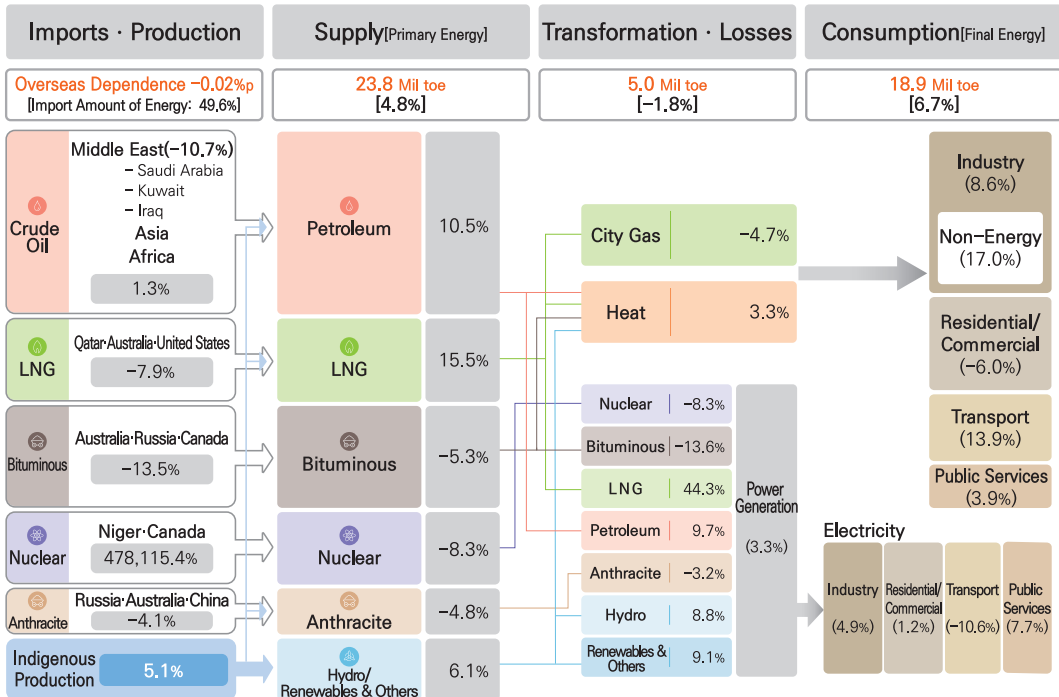 Imports · Production
Supply[Primary Energy]
Transformation · Losses
Consumption[Final Energy]
Overseas Dependence -0.02%p
[Import Amount of Energy: 49,6%]
23.8 Mil toe
[4.8%]
5.0 Mil toe
[-1.8%]
18.9 Mil toe
[6.7%]
Crude
Oil
Middle East(-10.7%)
- Saudi Arabia
- Kuwait
- Iraq
Asia
Africa
1.3%
LNG
Qatar·Australia·United States
-7.9%
Bituminous
Australia·Russia·Canada
-13.5%
Nuclear
Niger·Canada
478,115.4%
Anthracite
Russia·Australia·China
-4.1%
Indigenous
Production
5.1%
Petroleum
10.5%
LNG
15.5%
Bituminous
-5.3%
Nuclear
-8.3%
Anthracite
-4.8%
Hydro/
Renewables & Others
6.1%
City Gas
-4.7%
Heat
3.3%
Nuclear
-8.3%
Bituminous
-13.6%
LNG
44.3%
Petroleum
9.7%
Anthracite
-3.2%
Hydro
8.8%
Renewables &
Others
9.1%
Power
Generation
(3.3%)
Industry
(8.6%)
Non-Energy
(17.0%)
Residential/
Commercial
(-6.0%)
Transport
(13.9%)
Public Services
(3.9%)
Electricity
Industry
(4.9%)
Residential/
Commercial
(1.2%)
Transport
(-10.6%)
Public
Services
(7.7%)